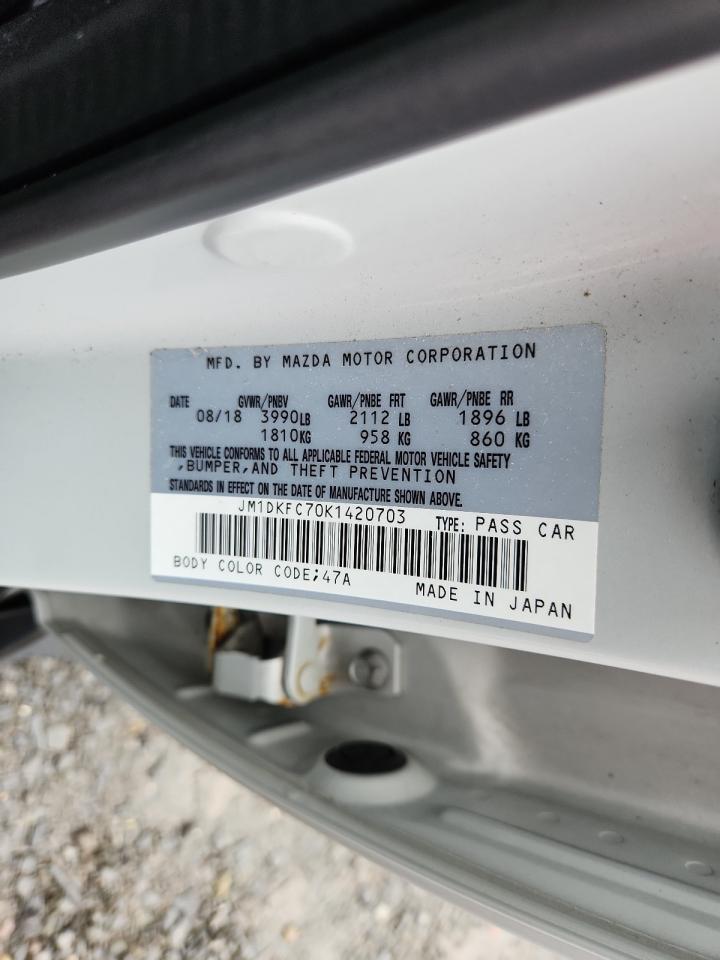 MFD. BY MAZDA MOTOR CORPORATION
DATE GVWR/PNBV GAWR/PNBE FRT GAWR/PNBE RR
08/18 3990LB 2112 LB 1896 LB
1810KG 958 KG 860 KG
THIS VEHICLE CONFORMS TO ALL APPLICABLE FEDERAL MOTOR VEHICLE SAFETY
,BUMPER,AND THEFT PREVENTION
STANDARDS IN EFFECT ON THE DATE OF MANUFACTURE SHOWN ABOVE.
JM1DKFC70K1420703 TYPE: PASS CAR
BODY COLOR CODE;47A MADE IN JAPAN